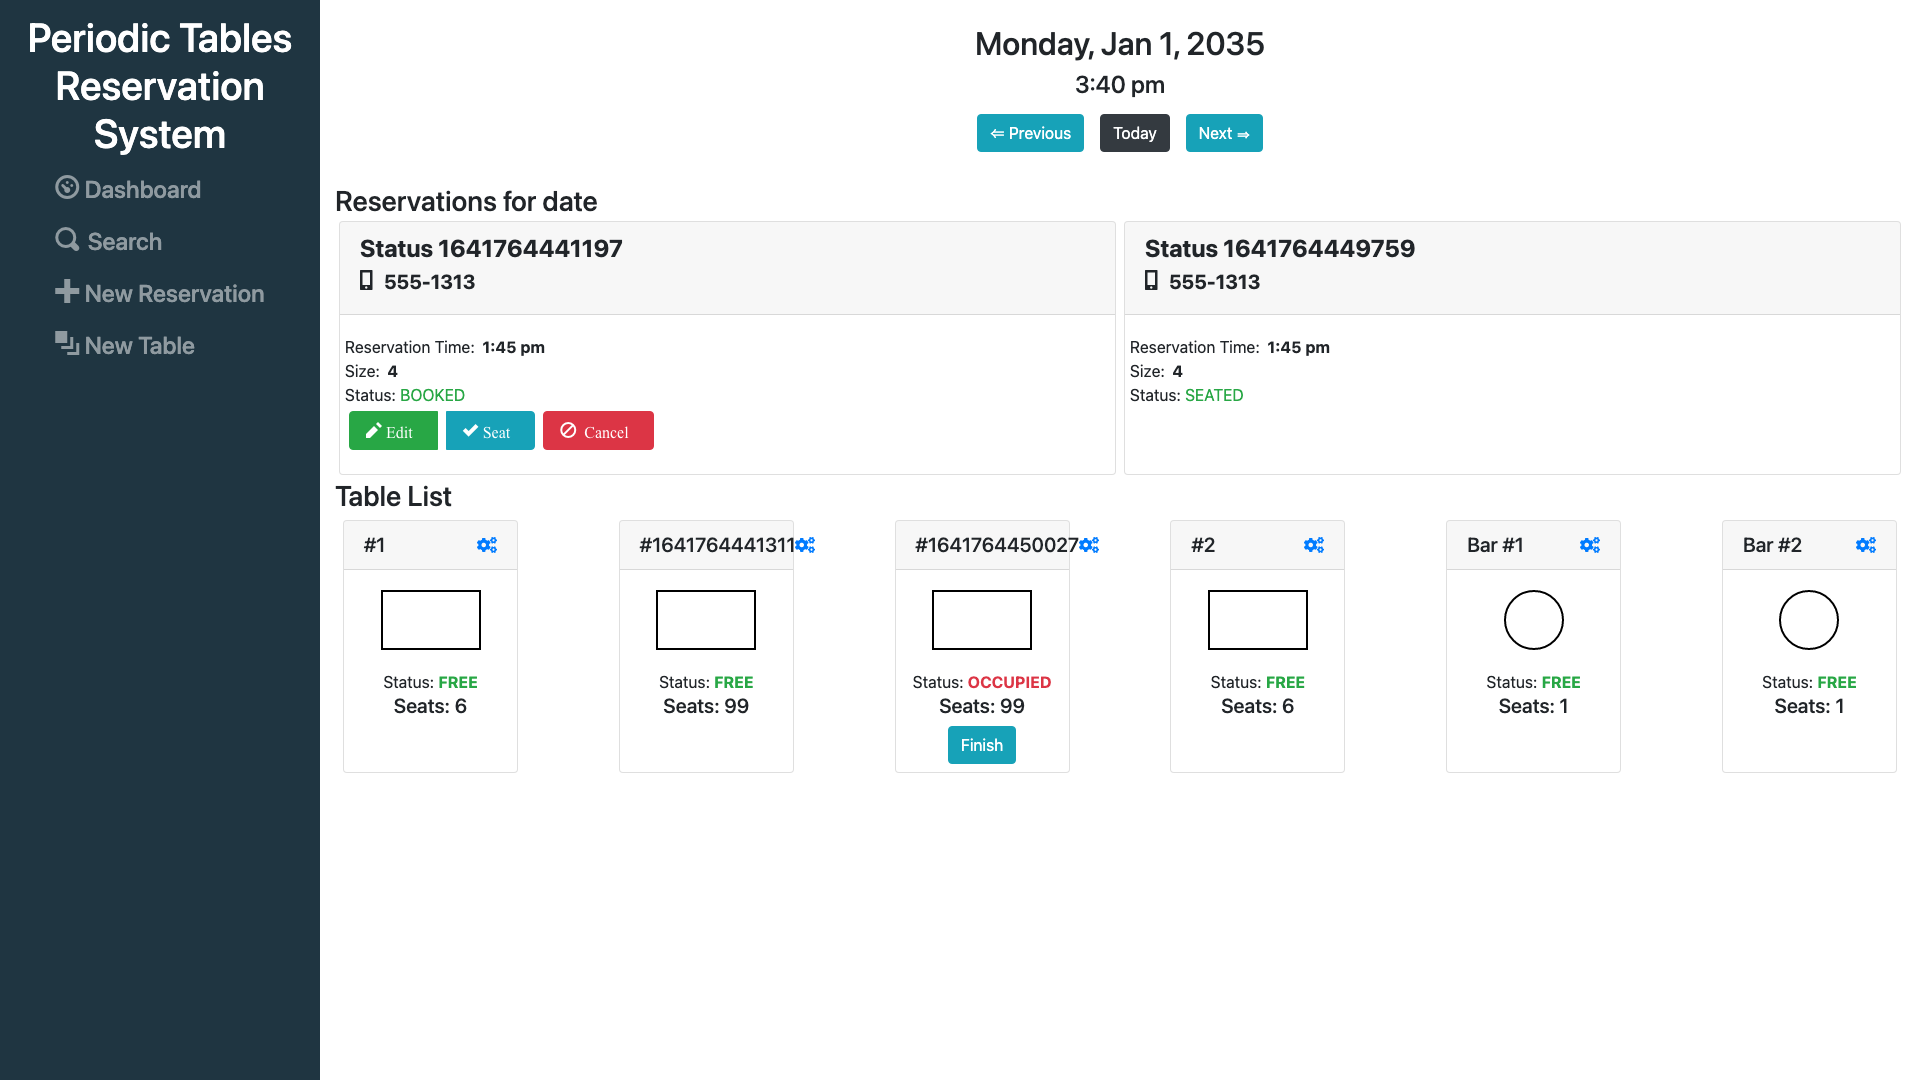 Periodic Tables
Reservation
System
Dashboard
Search
New Reservation
New Table
Monday, Jan 1, 2035
3:40 pm
⇐ Previous
Today
Next ⇒
Reservations for date
Status 1641764441197
555-1313
Reservation Time: 1:45 pm
Size: 4
Status: BOOKED
Edit
Seat
Cancel
Status 1641764449759
555-1313
Reservation Time: 1:45 pm
Size: 4
Status: SEATED
Table List
#1
Status: FREE
Seats: 6
#1641764441311
Status: FREE
Seats: 99
#1641764450027
Status: OCCUPIED
Seats: 99
Finish
#2
Status: FREE
Seats: 6
Bar #1
Status: FREE
Seats: 1
Bar #2
Status: FREE
Seats: 1